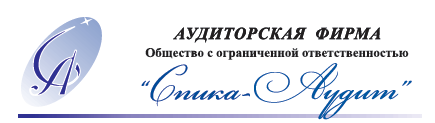 АУДИТОРСКАЯ ФИРМА
Общество с ограниченной ответственностью
“Спика-Аудит”